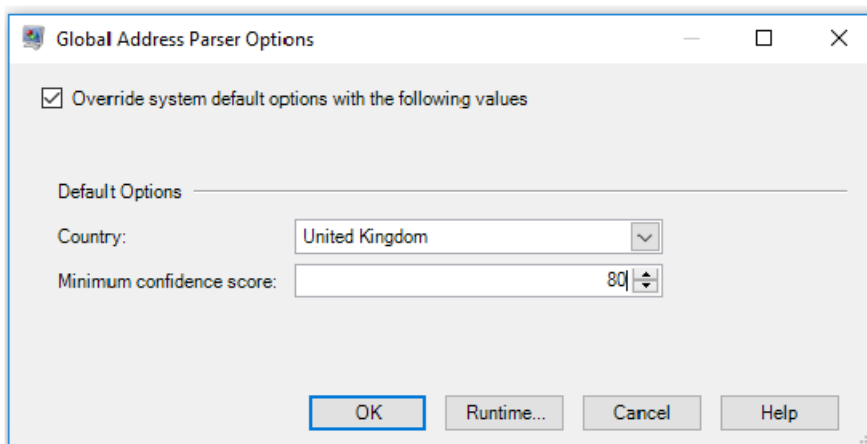 Global Address Parser Options
Override system default options with the following values
Default Options
Country: United Kingdom
Minimum confidence score: 80
OK Runtime... Cancel Help